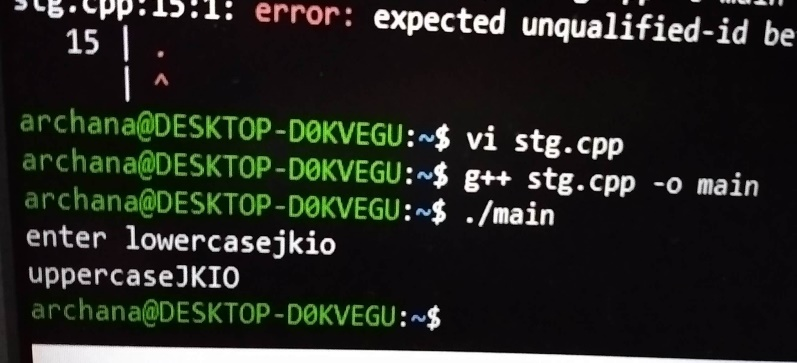 stg.cpp:15:1: error: expected unqualified-id be
15 | .
| ^
archana@DESKTOP-D0KVEGU:~$ vi stg.cpp
archana@DESKTOP-D0KVEGU:~$ g++ stg.cpp -o main
archana@DESKTOP-D0KVEGU:~$ ./main
enter lowercasejkio
uppercaseJKIO
archana@DESKTOP-D0KVEGU:~$